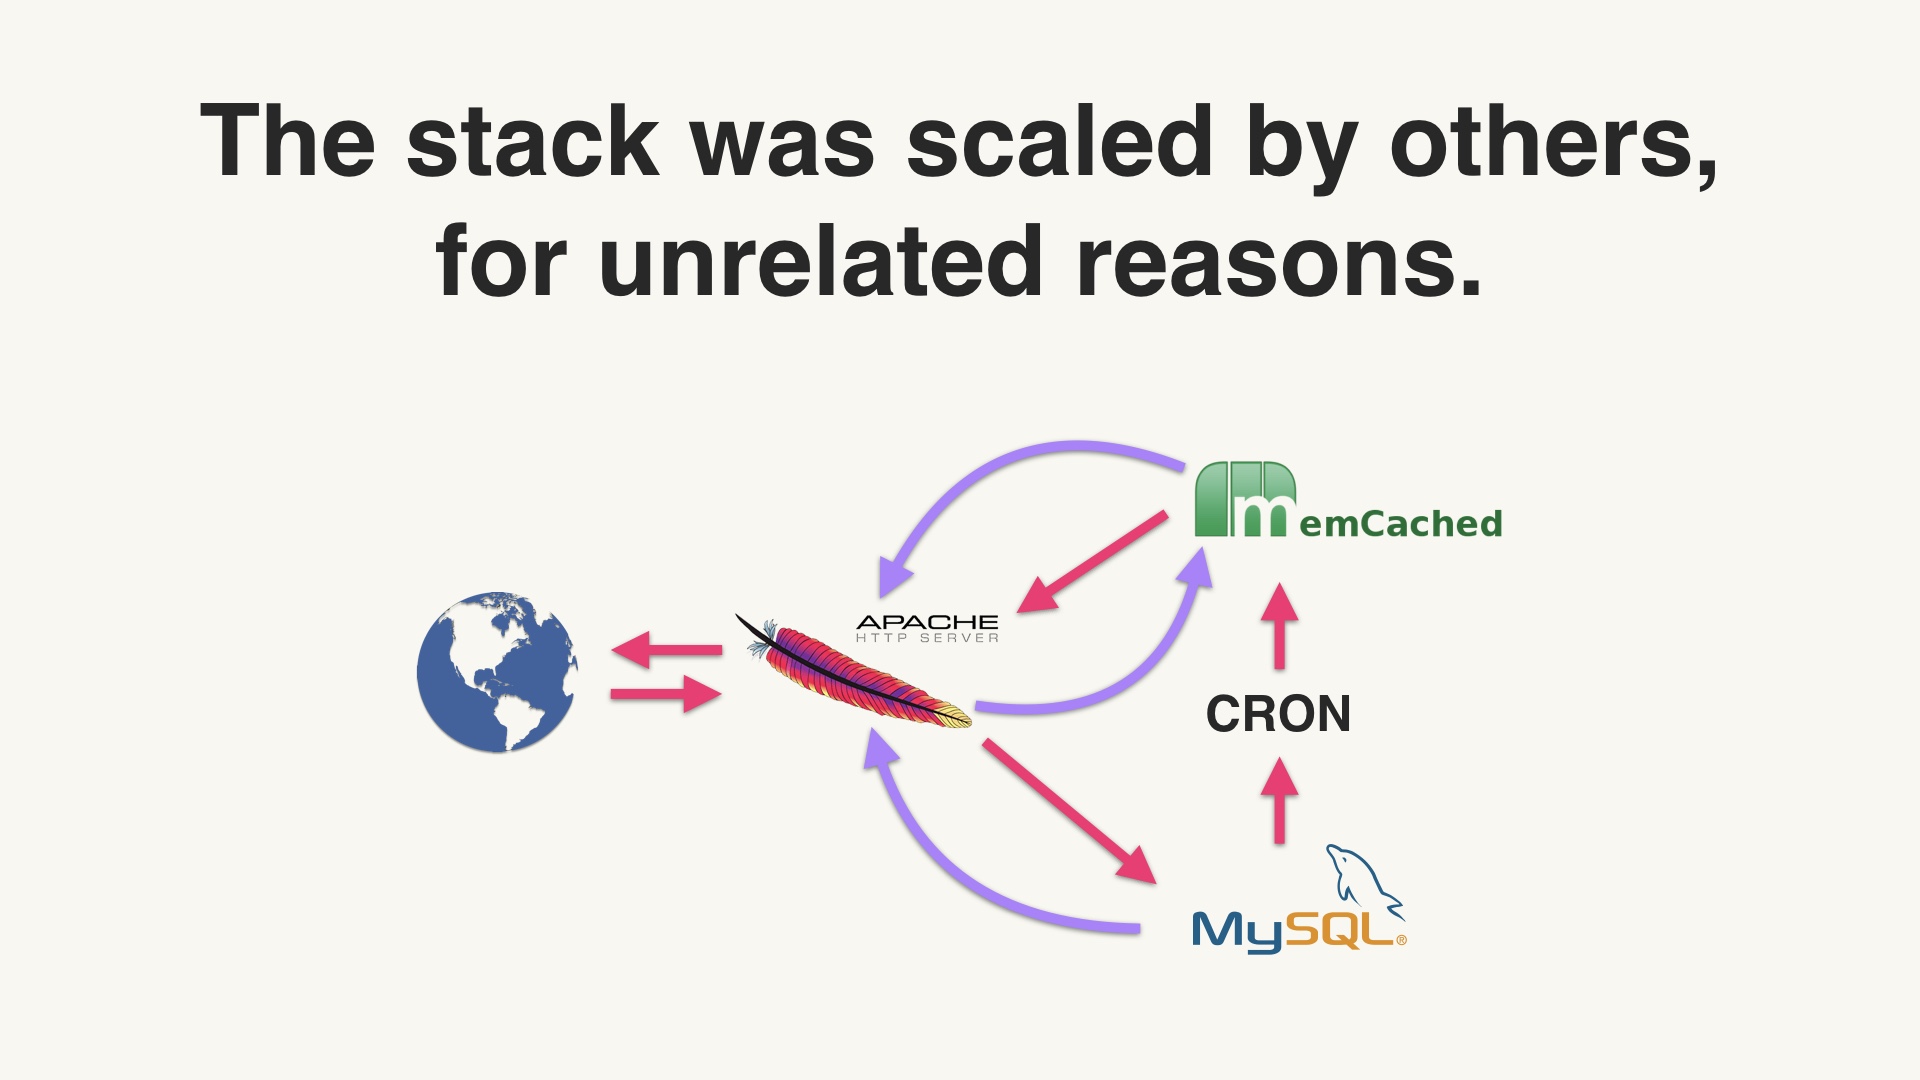 The stack was scaled by others,
for unrelated reasons.
memCached
APACHE
HTTP SERVER
CRON
MySQL®